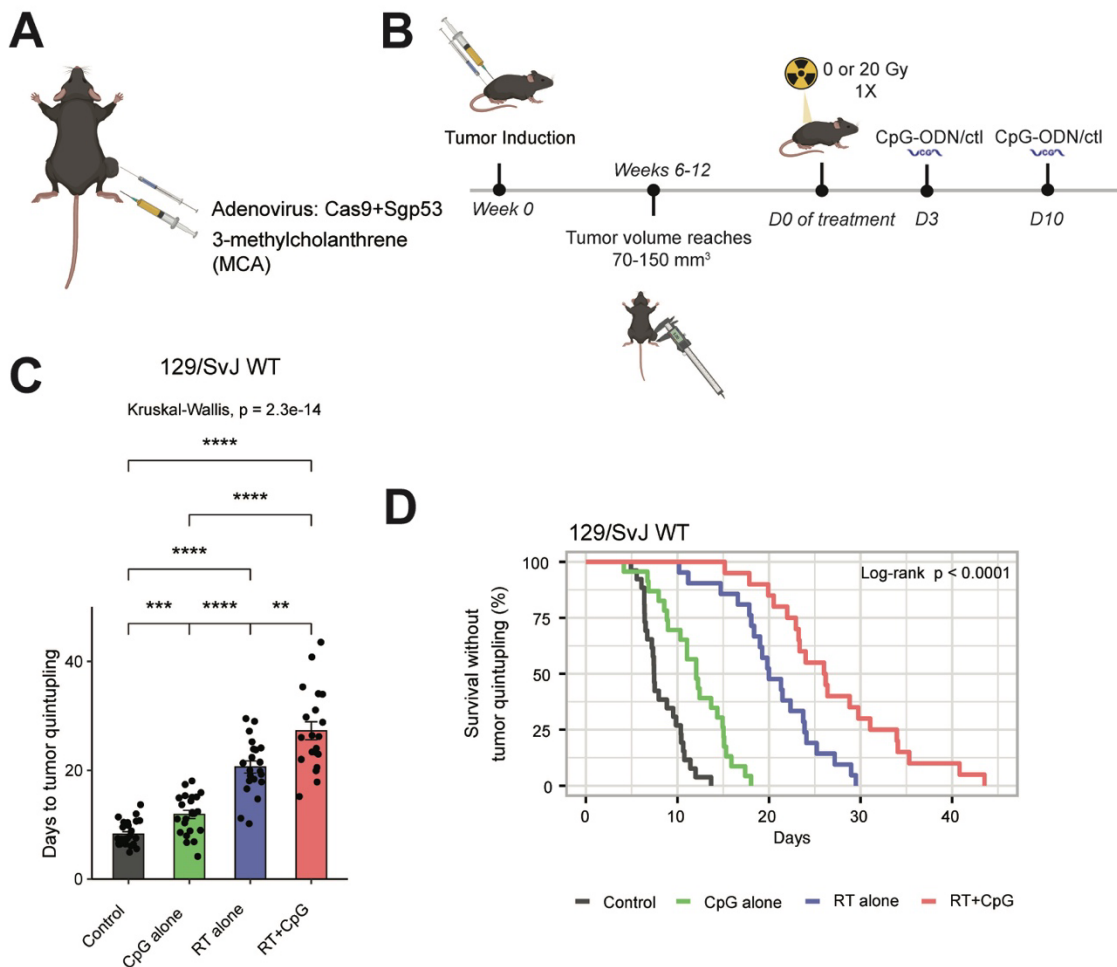 A
Adenovirus: Cas9+Sgp53
3-methylcholanthrene
(MCA)
B
Tumor Induction
Week 0
Weeks 6-12
Tumor volume reaches
70-150 mm³
0 or 20 Gy
1X
D0 of treatment
CpG-ODN/ctl
D3
CpG-ODN/ctl
D10
C
129/SvJ WT
Kruskal-Wallis, p = 2.3e-14
****
****
****
*** **** **
Days to tumor quintupling
40
20
0
Control
CpG alone
RT alone
RT+CpG
D
129/SvJ WT
Log-rank p < 0.0001
Survival without
tumor quintupling (%)
100
75
50
25
0
0 10 20 30 40
Days
Control CpG alone RT alone RT+CpG